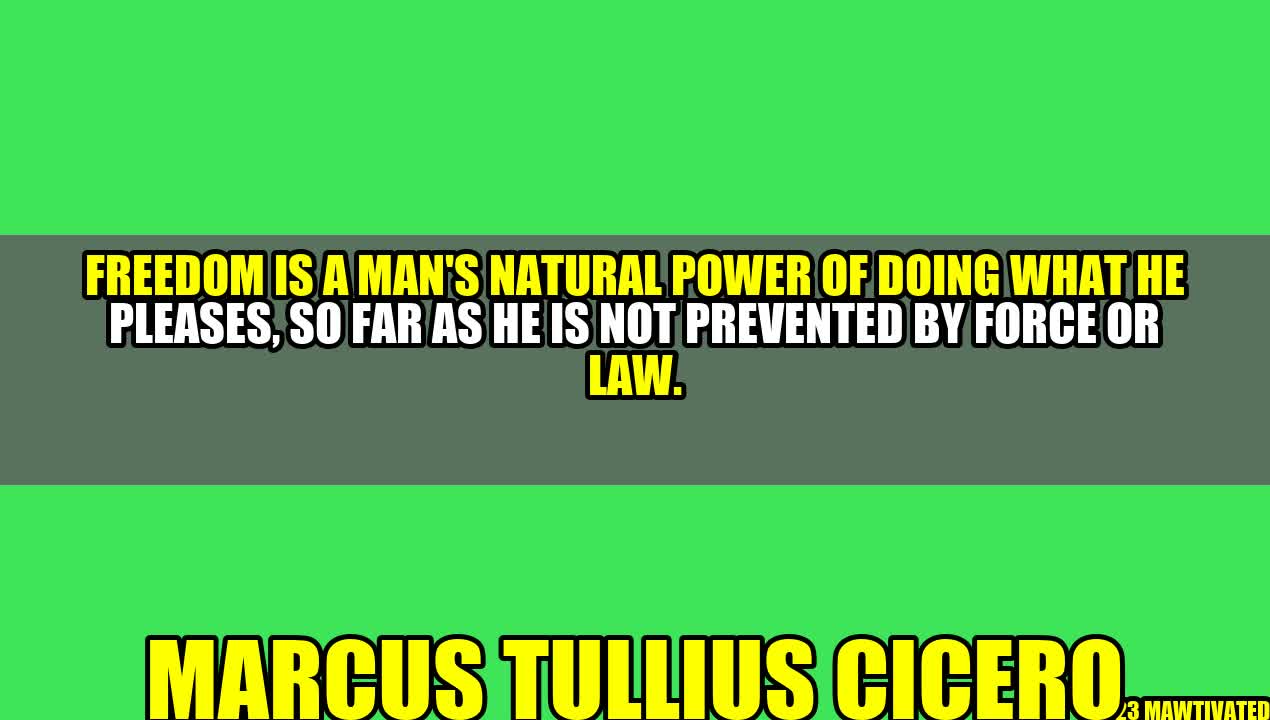 FREEDOM IS A MAN'S NATURAL POWER OF DOING WHAT HE
PLEASES, SO FAR AS HE IS NOT PREVENTED BY FORCE OR
LAW.
MARCUS TULLIUS CICERO
MAWTIVATED